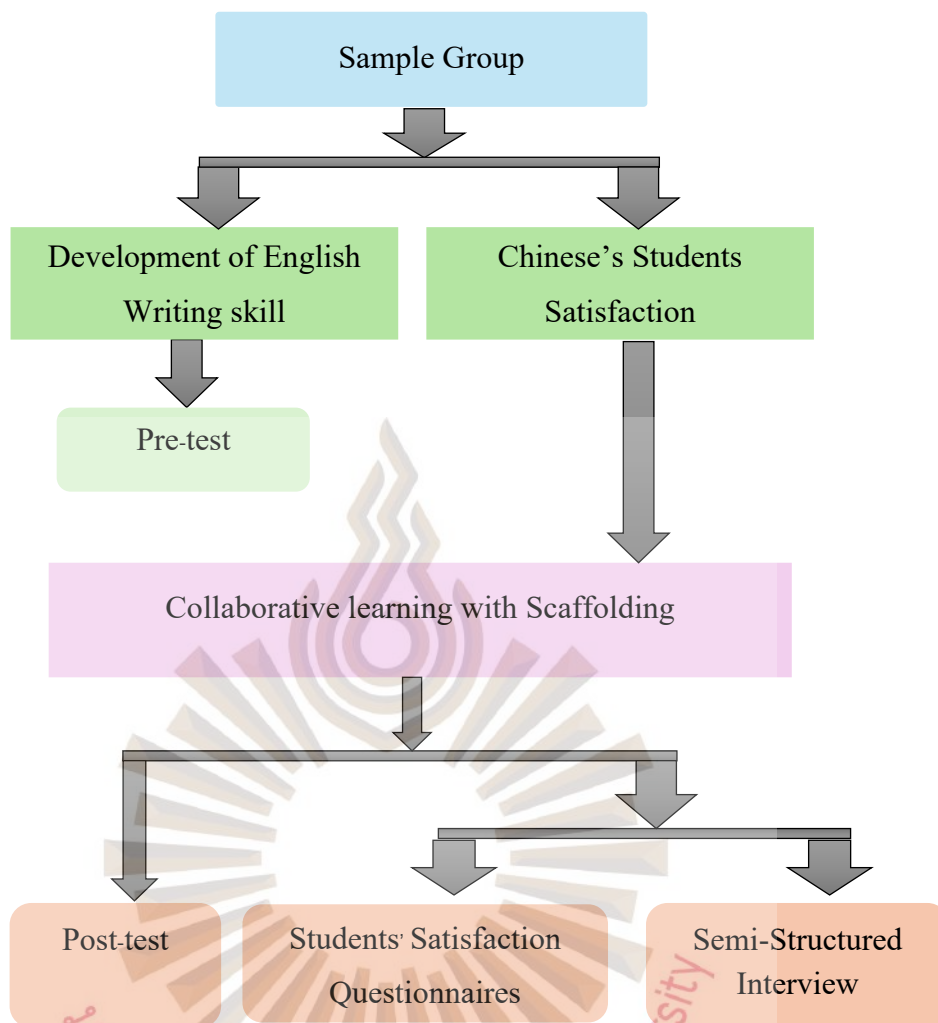 Sample Group
Development of English
Writing skill
Chinese’s Students
Satisfaction
Pre-test
Collaborative learning with Scaffolding
Post-test
Students’ Satisfaction
Questionnaires
Semi-Structured
Interview